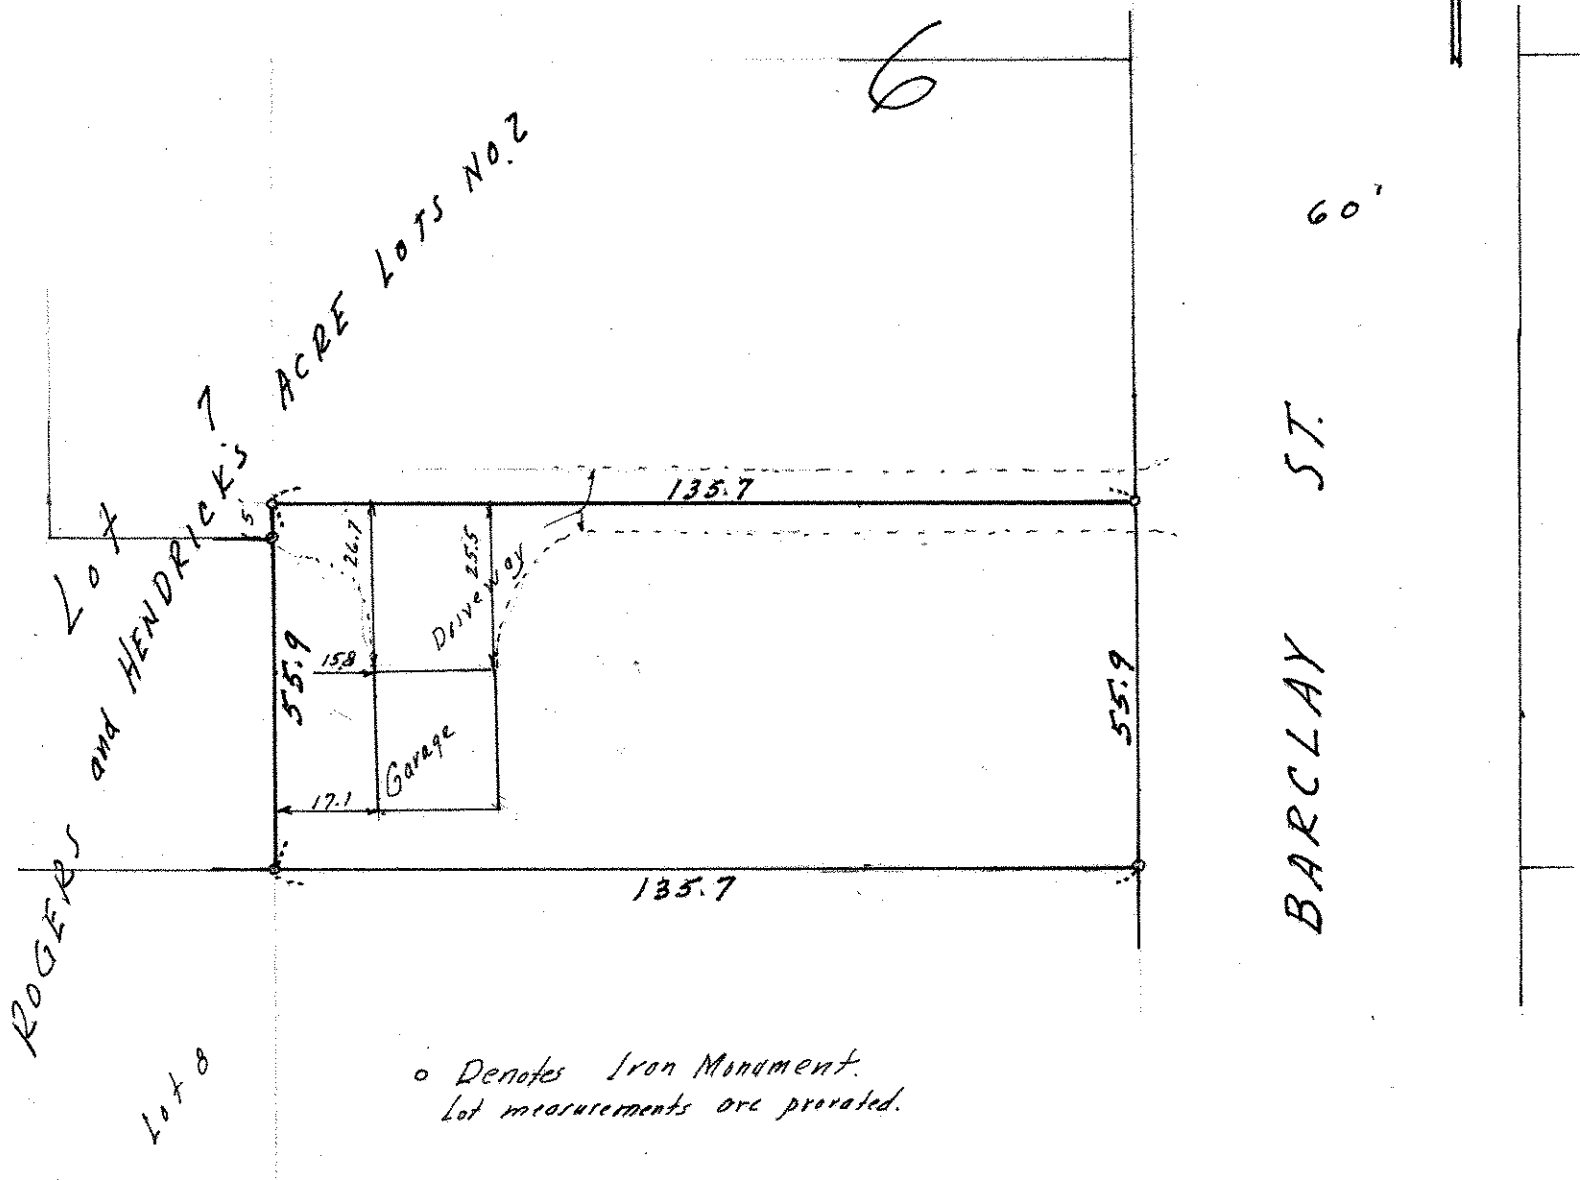 6
60'
ROGERS and HENDRICKS ACRE LOTS NO. 2
Lot 7
5
135.7
26.7
25.5
Driveway
15.8
55.9
55.9
Garage
17.1
135.7
BARCLAY ST.
Lot 8
o Denotes Iron Monument.
Lot measurements are prorated.